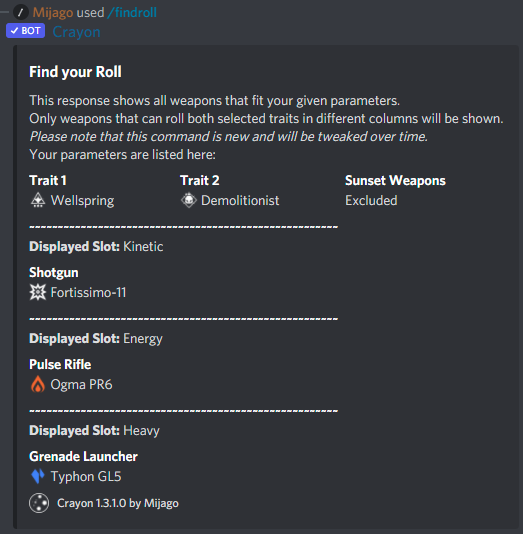 Mijago used /findroll
✓ BOT Crayon
Find your Roll
This response shows all weapons that fit your given parameters.
Only weapons that can roll both selected traits in different columns will be shown.
Please note that this command is new and will be tweaked over time.
Your parameters are listed here:
Trait 1 Trait 2 Sunset Weapons
Wellspring Demolitionist Excluded
~~~~~~~~~~~~~~~~~~~~~~~~~~~~~~~~~~~~~~~
Displayed Slot: Kinetic
Shotgun
Fortissimo-11
~~~~~~~~~~~~~~~~~~~~~~~~~~~~~~~~~~~~~~~
Displayed Slot: Energy
Pulse Rifle
Ogma PR6
~~~~~~~~~~~~~~~~~~~~~~~~~~~~~~~~~~~~~~~
Displayed Slot: Heavy
Grenade Launcher
Typhon GL5
Crayon 1.3.1.0 by Mijago